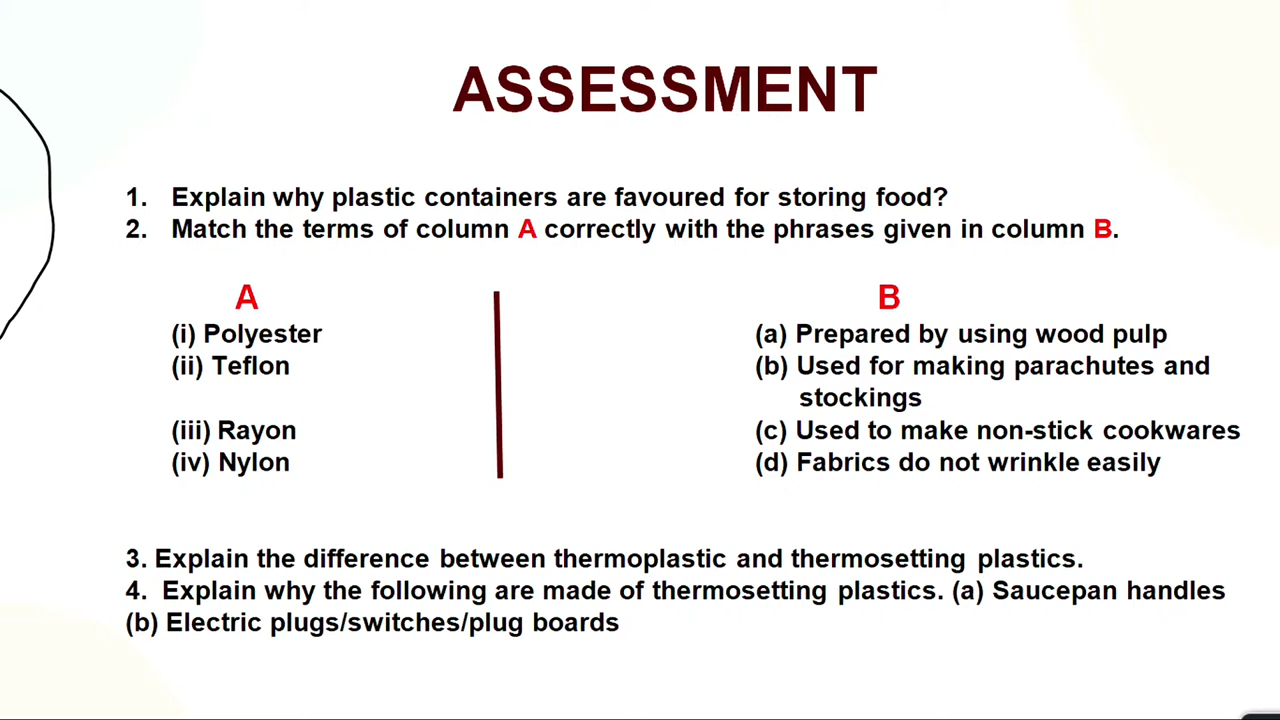 ASSESSMENT
1. Explain why plastic containers are favoured for storing food?
2. Match the terms of column A correctly with the phrases given in column B.
A B
(i) Polyester (a) Prepared by using wood pulp
(ii) Teflon (b) Used for making parachutes and
stockings
(iii) Rayon (c) Used to make non-stick cookwares
(iv) Nylon (d) Fabrics do not wrinkle easily
3. Explain the difference between thermoplastic and thermosetting plastics.
4. Explain why the following are made of thermosetting plastics. (a) Saucepan handles
(b) Electric plugs/switches/plug boards